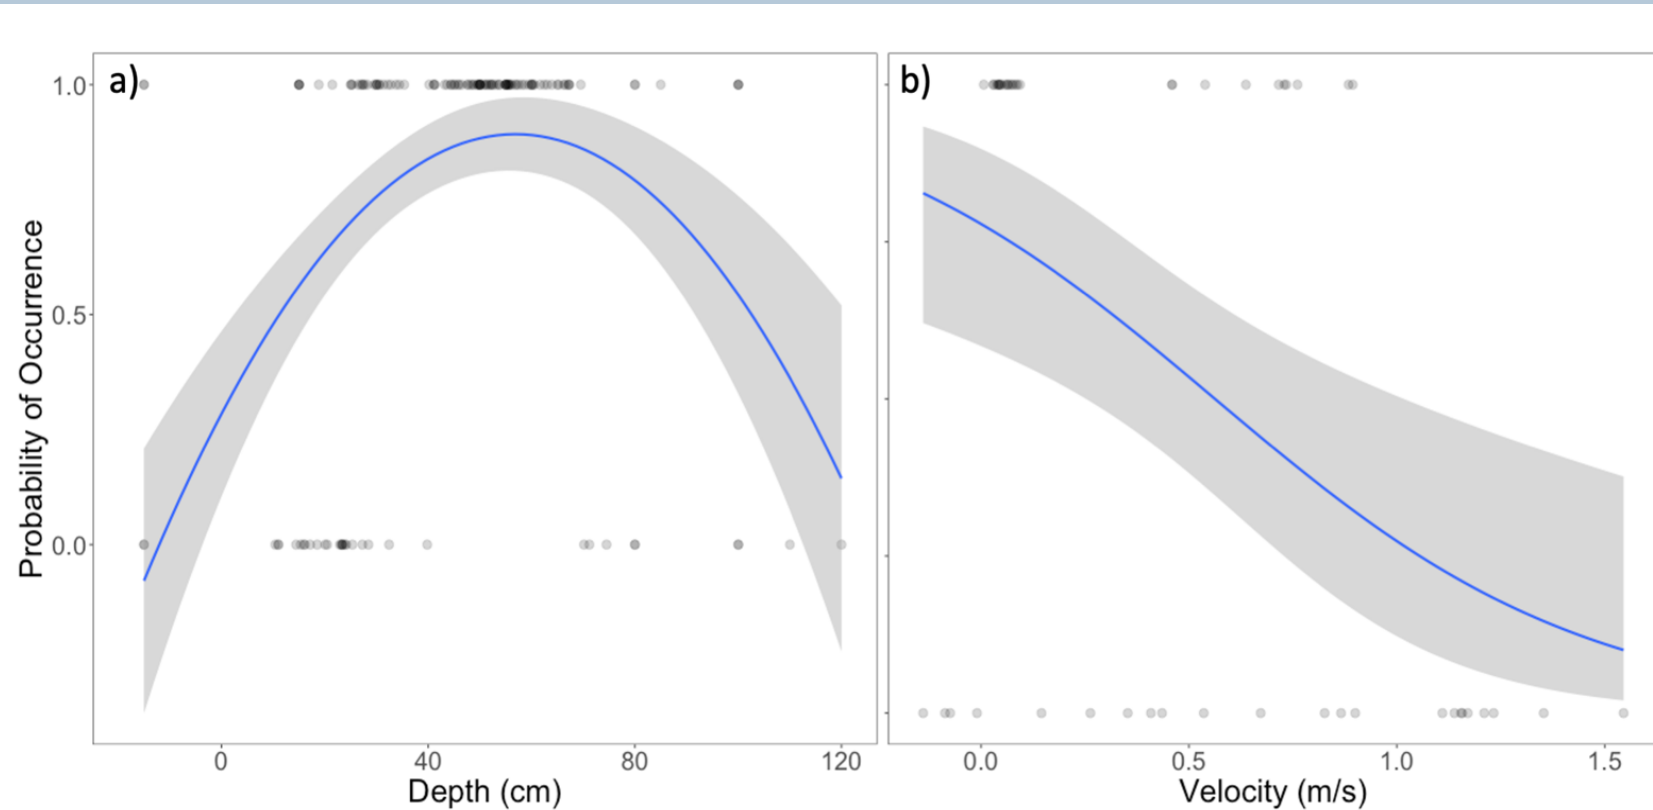 a)
b)
1.0
0.5
0.0
Probability of Occurrence
0 40 80 120
0.0 0.5 1.0 1.5
Depth (cm)
Velocity (m/s)